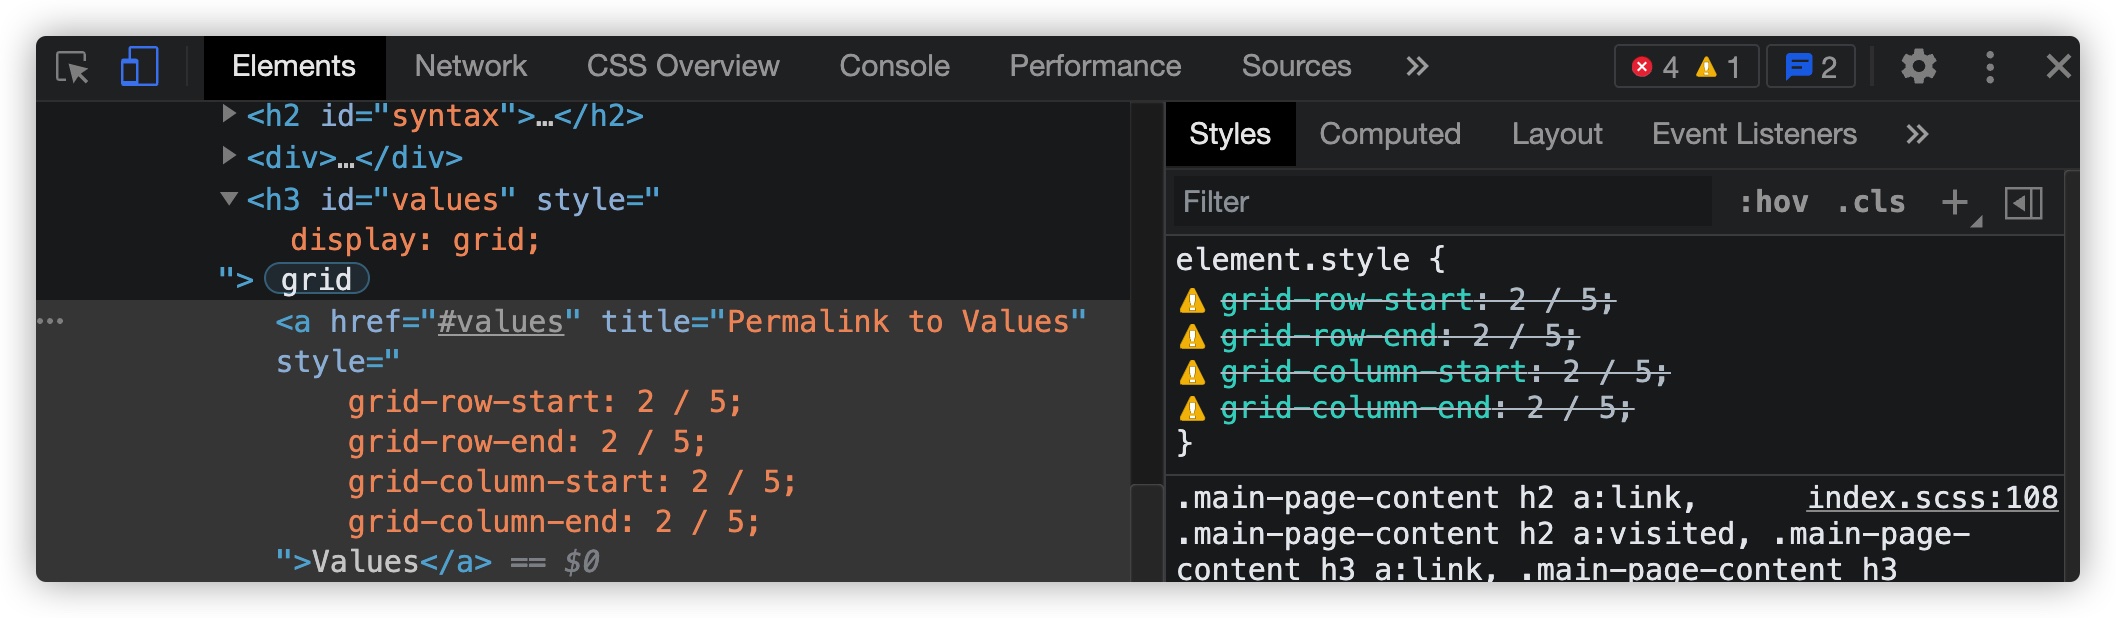 Elements Network CSS Overview Console Performance Sources » 4 1 2
<h2 id="syntax">…</h2>
<div>…</div>
<h3 id="values" style="
display: grid;
"> grid
<a href="#values" title="Permalink to Values"
style="
grid-row-start: 2 / 5;
grid-row-end: 2 / 5;
grid-column-start: 2 / 5;
grid-column-end: 2 / 5;
">Values</a> == $0
Styles Computed Layout Event Listeners »
Filter :hov .cls +
element.style {
grid-row-start: 2 / 5;
grid-row-end: 2 / 5;
grid-column-start: 2 / 5;
grid-column-end: 2 / 5;
}
.main-page-content h2 a:link, index.scss:108
.main-page-content h2 a:visited, .main-page-
content h3 a:link, .main-page-content h3